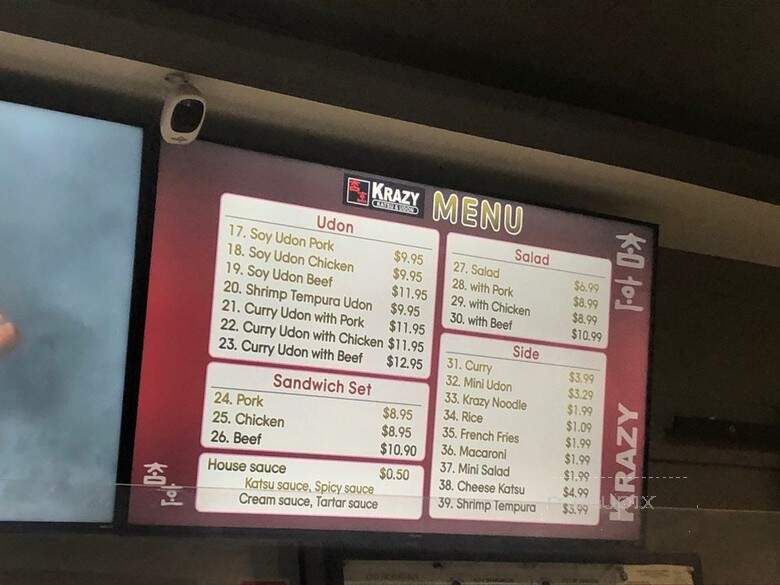 KRAZY
KATSU & UDON
MENU
Udon
17. Soy Udon Pork $9.95
18. Soy Udon Chicken $9.95
19. Soy Udon Beef $11.95
20. Shrimp Tempura Udon $9.95
21. Curry Udon with Pork $11.95
22. Curry Udon with Chicken $11.95
23. Curry Udon with Beef $12.95
Sandwich Set
24. Pork $8.95
25. Chicken $8.95
26. Beef $10.90
House sauce $0.50
Katsu sauce, Spicy sauce
Cream sauce, Tartar sauce
Salad
27. Salad $6.99
28. with Pork $8.99
29. with Chicken $8.99
30. with Beef $10.99
Side
31. Curry $3.99
32. Mini Udon $3.29
33. Krazy Noodle $1.99
34. Rice $1.09
35. French Fries $1.99
36. Macaroni $1.99
37. Mini Salad $1.99
38. Cheese Katsu $4.99
39. Shrimp Tempura $3.99
KRAZY